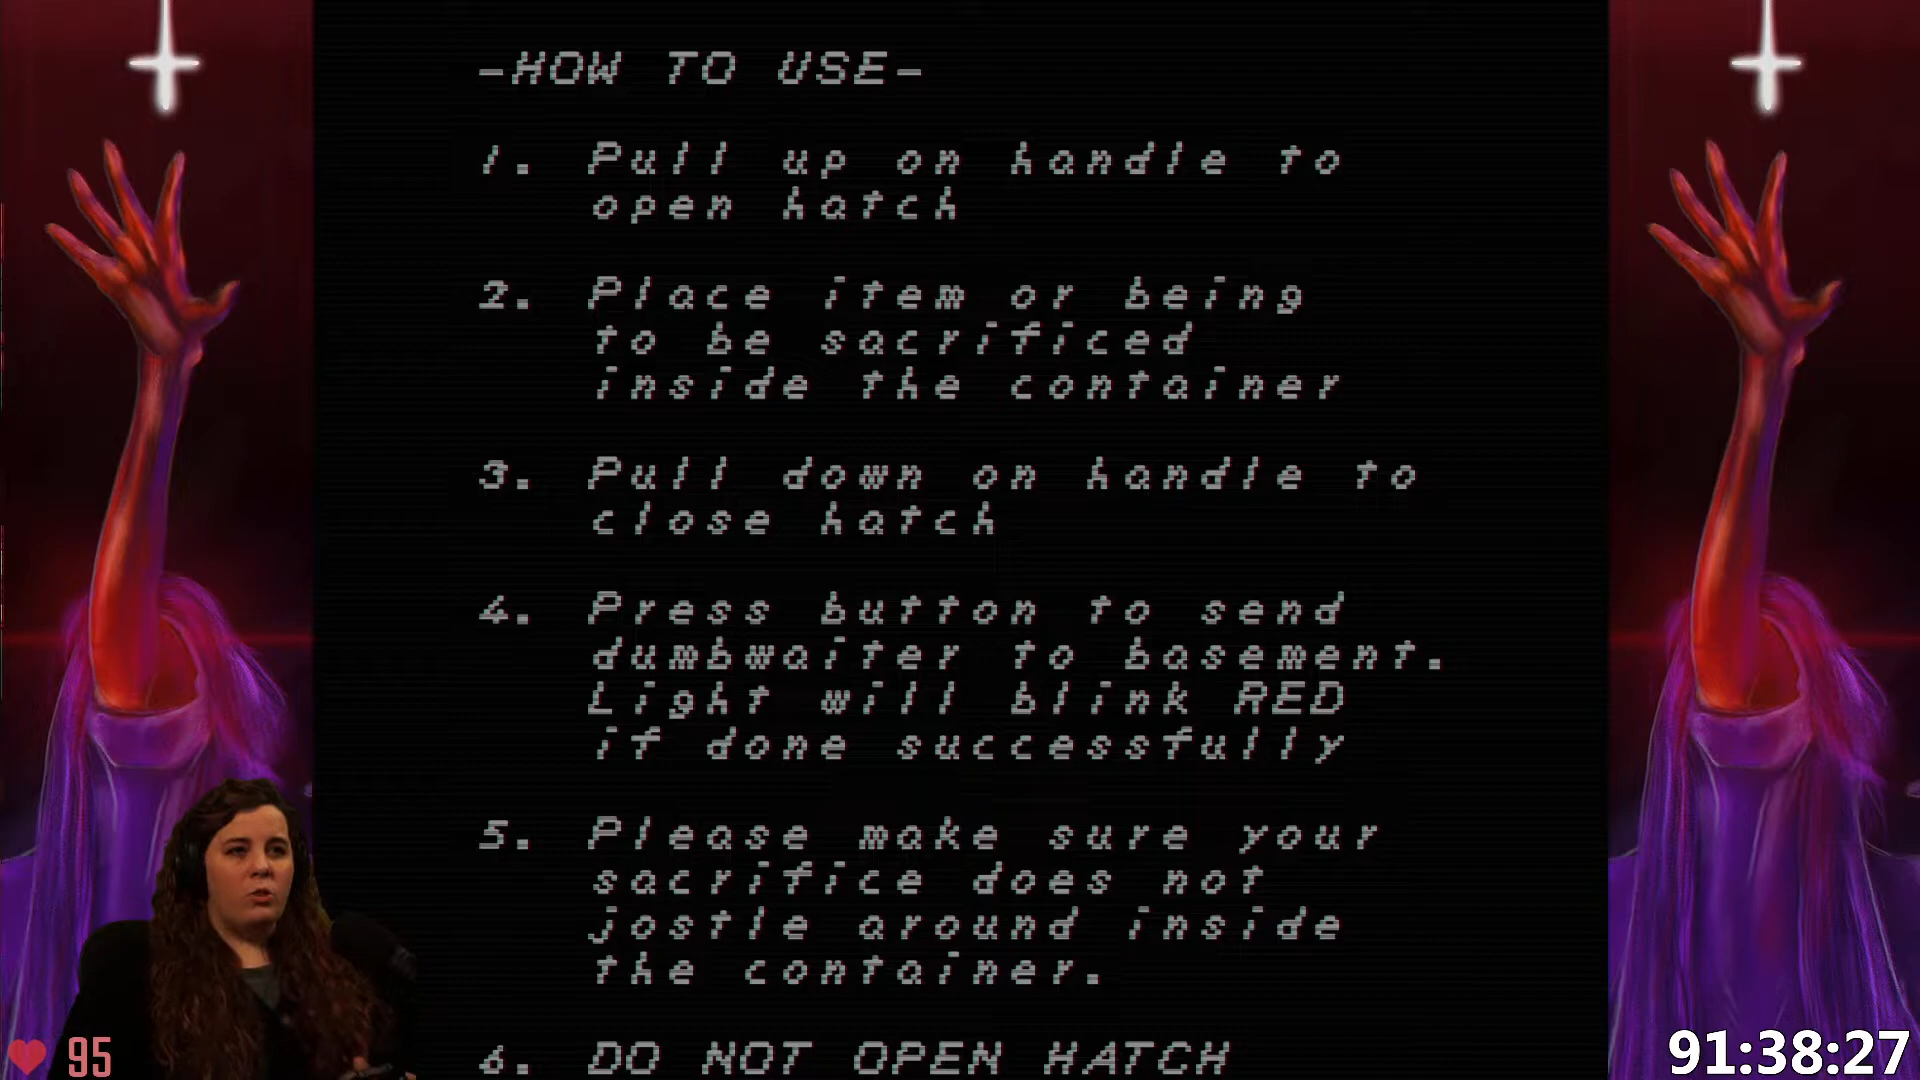 -HOW TO USE-
1. Pull up on handle to
open hatch
2. Place item or being
to be sacrificed
inside the container
3. Pull down on handle to
close hatch
4. Press button to send
dumbwaiter to basement.
Light will blink RED
if done successfully
5. Please make sure your
sacrifice does not
jostle around inside
the container.
6. DO NOT OPEN HATCH
95
91:38:27